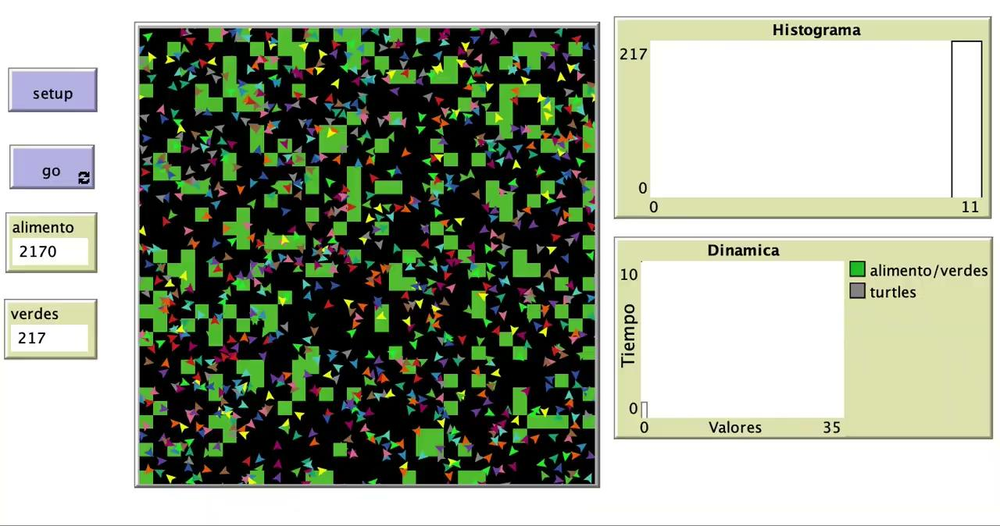 setup
go
alimento
2170
verdes
217
Histograma
217
0
0
11
Dinamica
10
Tiempo
0
0
Valores
35
alimento/verdes
turtles